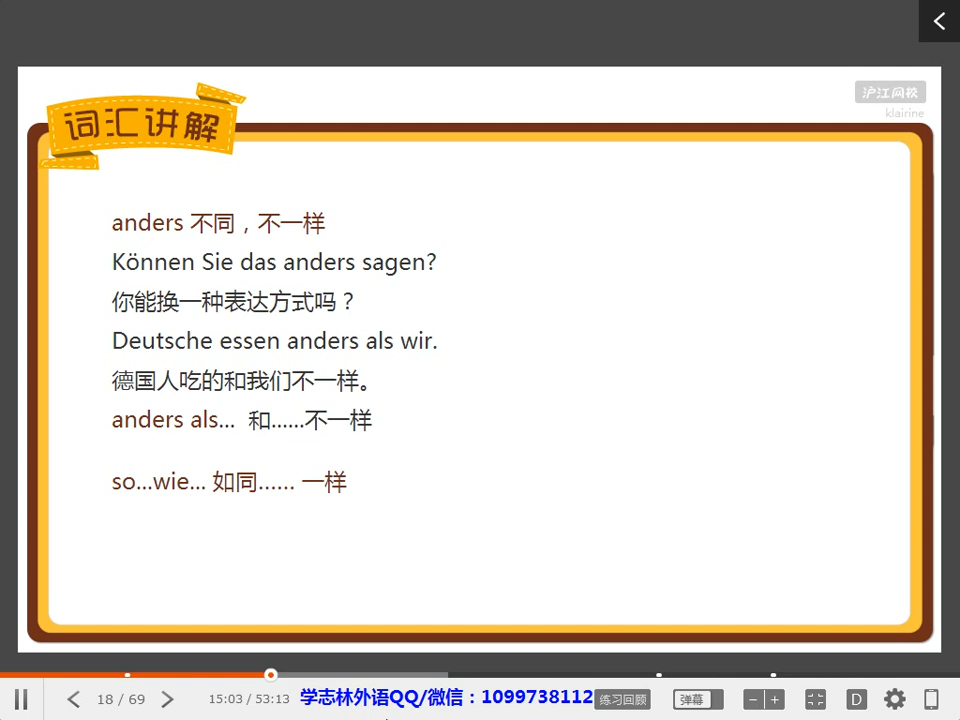 沪江网校
klairine
词汇讲解
anders 不同，不一样
Können Sie das anders sagen?
你能换一种表达方式吗？
Deutsche essen anders als wir.
德国人吃的和我们不一样。
anders als... 和......不一样
so...wie... 如同...... 一样
18 / 69
15:03 / 53:13
学志林外语QQ/微信：1099738112
练习回顾
弹幕
D